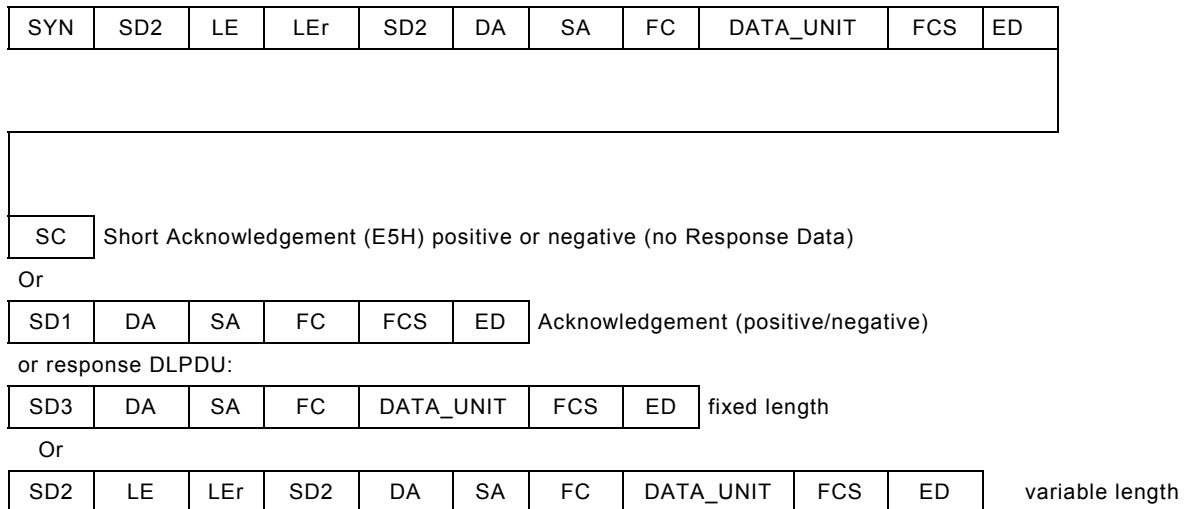 SYN SD2 LE LEr SD2 DA SA FC DATA_UNIT FCS ED
SC Short Acknowledgement (E5H) positive or negative (no Response Data)
Or
SD1 DA SA FC FCS ED Acknowledgement (positive/negative)
or response DLPDU:
SD3 DA SA FC DATA_UNIT FCS ED fixed length
Or
SD2 LE LEr SD2 DA SA FC DATA_UNIT FCS ED variable length